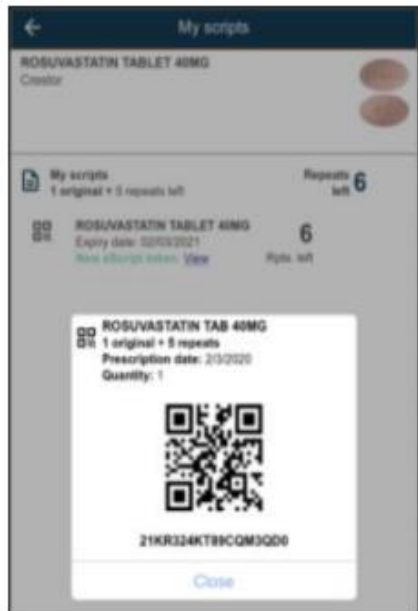 My scripts
ROSUVASTATIN TABLET 40MG
Crestor
My scripts
1 original + 5 repeats left
Repeats left 6
ROSUVASTATIN TABLET 40MG
Expiry date: 02/03/2021
New eScript token: View
6
Rpts. left
ROSUVASTATIN TAB 40MG
1 original + 5 repeats
Prescription date: 2/3/2020
Quantity: 1
21KR324KT89CQM3QD0
Close